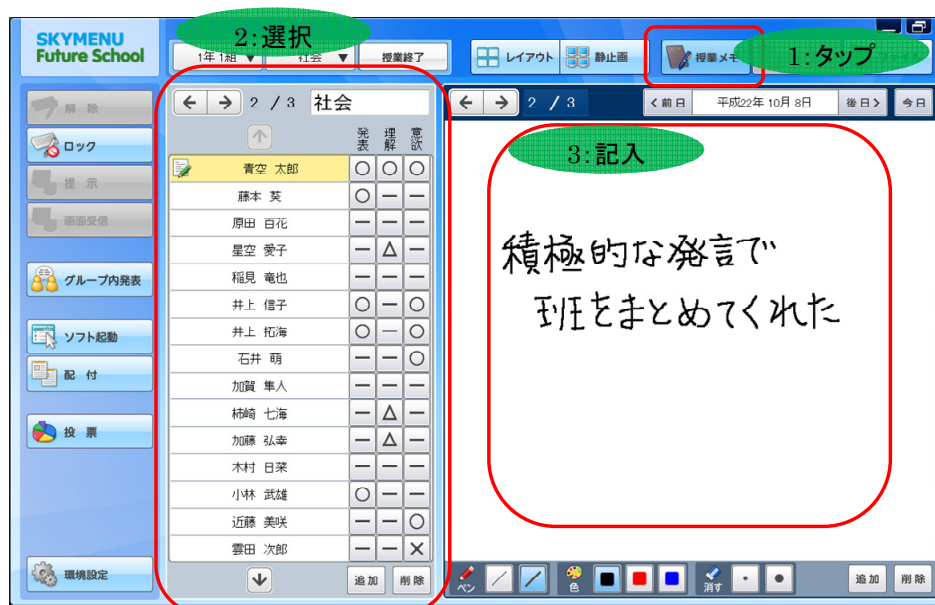 SKYMENU
Future School
2:選択
1年1組 ▼
社会 ▼
授業終了
レイアウト
静止画
授業メモ
1:タップ
解 除
ロック
提 示
画面受信
グループ内発表
ソフト起動
配 付
投 票
環境設定
← → 2 / 3 社会
↑ 発表 理解 意欲
青空 太郎 ○ ○ ○
藤本 葵 ○ － －
原田 百花 － － －
星空 愛子 － △ －
稲見 竜也 － － －
井上 信子 ○ － ○
井上 拓海 ○ － ○
石井 萌 － － ○
加賀 隼人 － － －
柿崎 七海 － △ －
加藤 弘幸 － △ －
木村 日菜 － － －
小林 武雄 ○ － －
近藤 美咲 － － ○
雲田 次郎 － － ×
↓ 追加 削除
← → 2 / 3
<前日
平成22年 10月 8日
後日>
今日
3:記入
積極的な発言で
班をまとめてくれた
ペン
色
消す
追加
削除